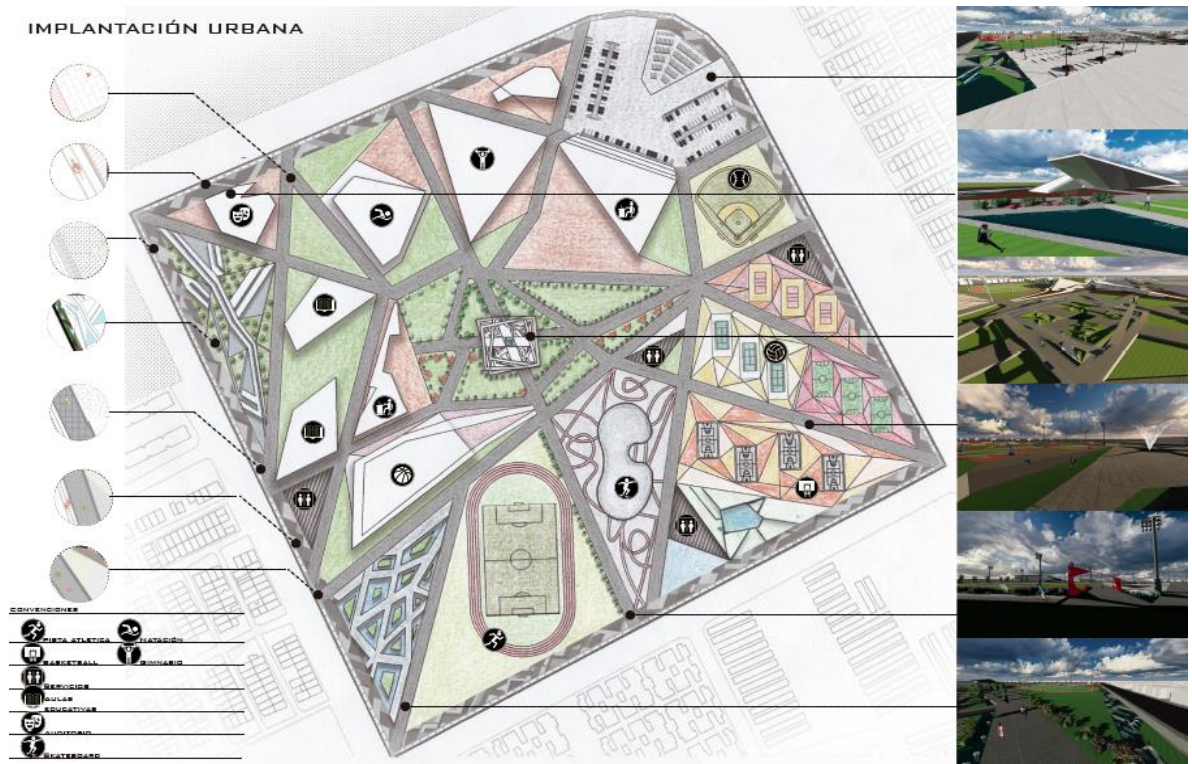 IMPLANTACIÓN URBANA
CONVENCIONES
PISTA ATLETICA
NATACIÓN
BASKETBALL
GIMNASIO
SERVICIOS
AULAS
EDUCATIVAS
AUDITORIO
SKATEBOARD